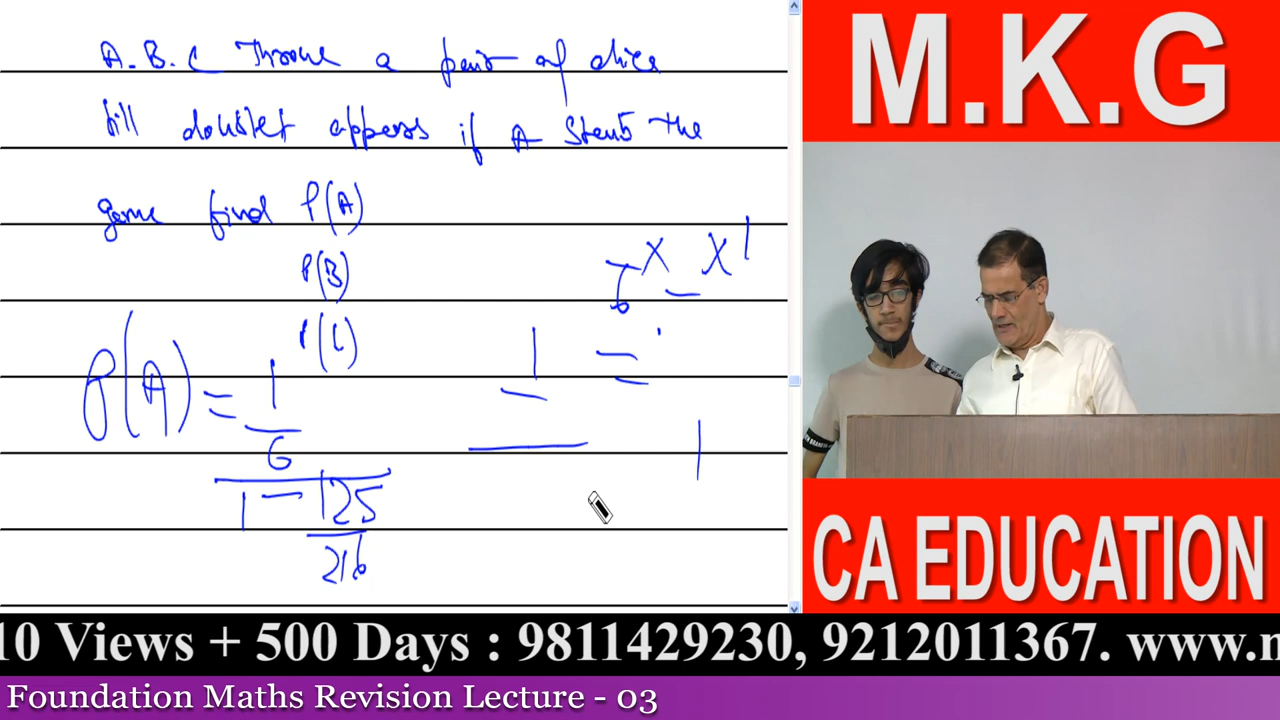 A. B. C Throw a pair of dice
till doublet appears if A starts the
game find P(A)
P(B)
P(C)
P(A) = 1
6
1 - 125
216
M.K.G
CA EDUCATION
10 Views + 500 Days : 9811429230, 9212011367. www.
Foundation Maths Revision Lecture - 03